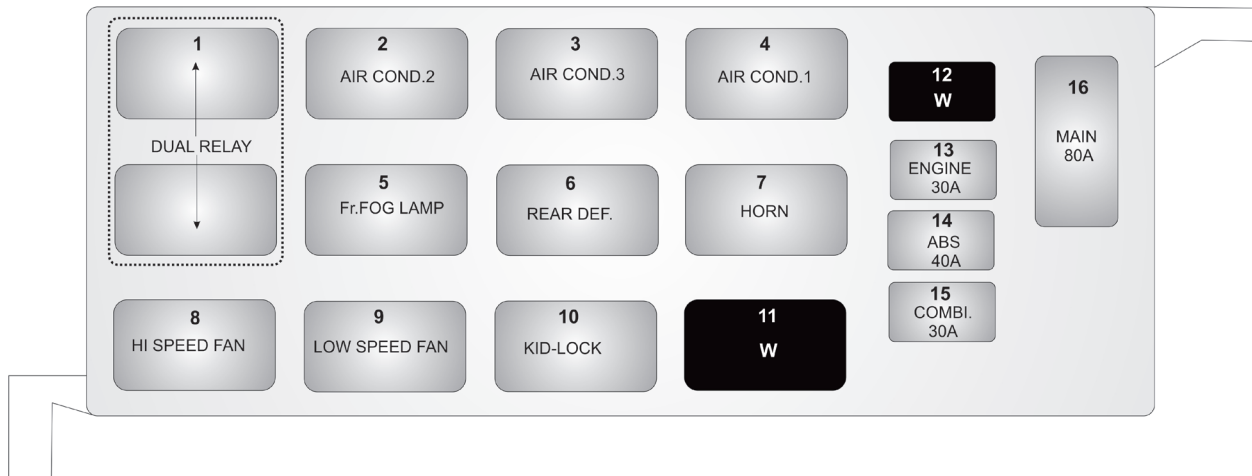 1
DUAL RELAY
2
AIR COND.2
3
AIR COND.3
4
AIR COND.1
5
Fr.FOG LAMP
6
REAR DEF.
7
HORN
8
HI SPEED FAN
9
LOW SPEED FAN
10
KID-LOCK
11
W
12
W
13
ENGINE
30A
14
ABS
40A
15
COMBI.
30A
16
MAIN
80A